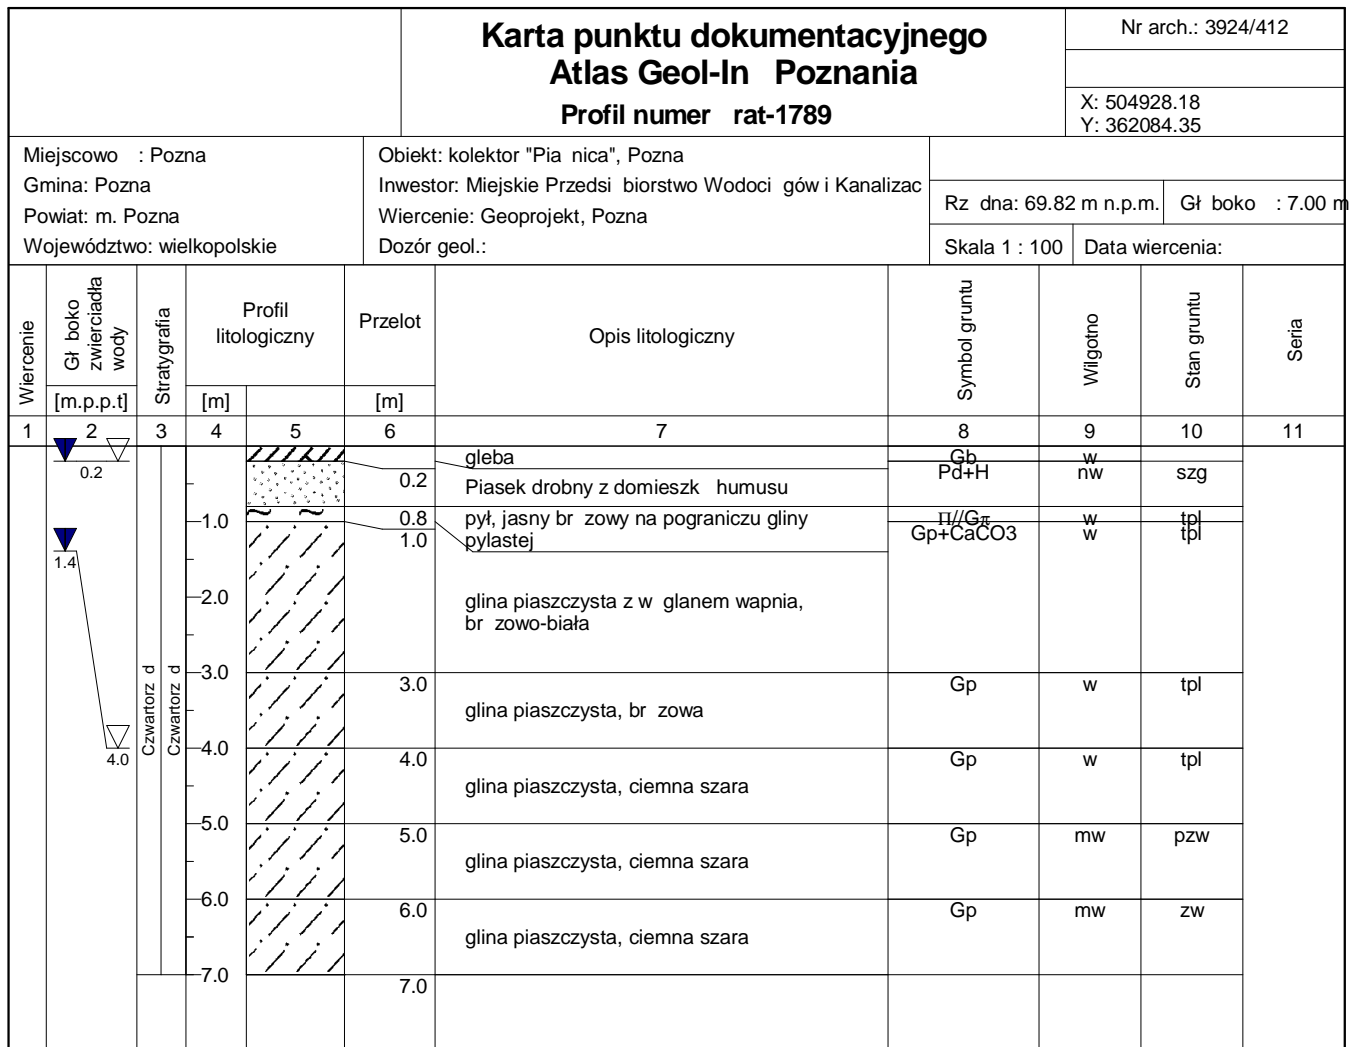 Karta punktu dokumentacyjnego
Atlas Geol-In Poznania
Profil numer rat-1789
Nr arch.: 3924/412
X: 504928.18
Y: 362084.35
Miejscowo : Pozna
Gmina: Pozna
Powiat: m. Pozna
Województwo: wielkopolskie
Obiekt: kolektor "Pia nica", Pozna
Inwestor: Miejskie Przedsi biorstwo Wodoci gów i Kanalizac
Wiercenie: Geoprojekt, Pozna
Dozór geol.:
Rz dna: 69.82 m n.p.m.
Gł boko : 7.00 m
Skala 1 : 100
Data wiercenia:
Wiercenie
Gł boko
zwierciadła
wody
[m.p.p.t]
Stratygrafia
Profil
litologiczny
[m]
Przelot
[m]
Opis litologiczny
Symbol gruntu
Wilgotno
Stan gruntu
Seria
1 2 3 4 5 6 7 8 9 10 11
0.2
1.4
4.0
Czwartorz d
Czwartorz d
1.0
2.0
3.0
4.0
5.0
6.0
7.0
gleba Gb w
0.2 Piasek drobny z domieszk humusu Pd+H nw szg
0.8 pył, jasny br zowy na pograniczu gliny
pylastej Π//Gπ w tpl
1.0 glina piaszczysta z w glanem wapnia,
br zowo-biała Gp+CaCO3 w tpl
3.0 glina piaszczysta, br zowa Gp w tpl
4.0 glina piaszczysta, ciemna szara Gp w tpl
5.0 glina piaszczysta, ciemna szara Gp mw pzw
6.0 glina piaszczysta, ciemna szara Gp mw zw
7.0